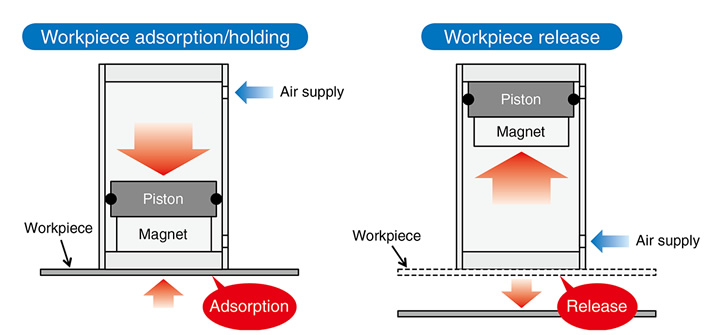 Workpiece adsorption/holding
Air supply
Piston
Magnet
Workpiece
Adsorption
Workpiece release
Piston
Magnet
Workpiece
Air supply
Release